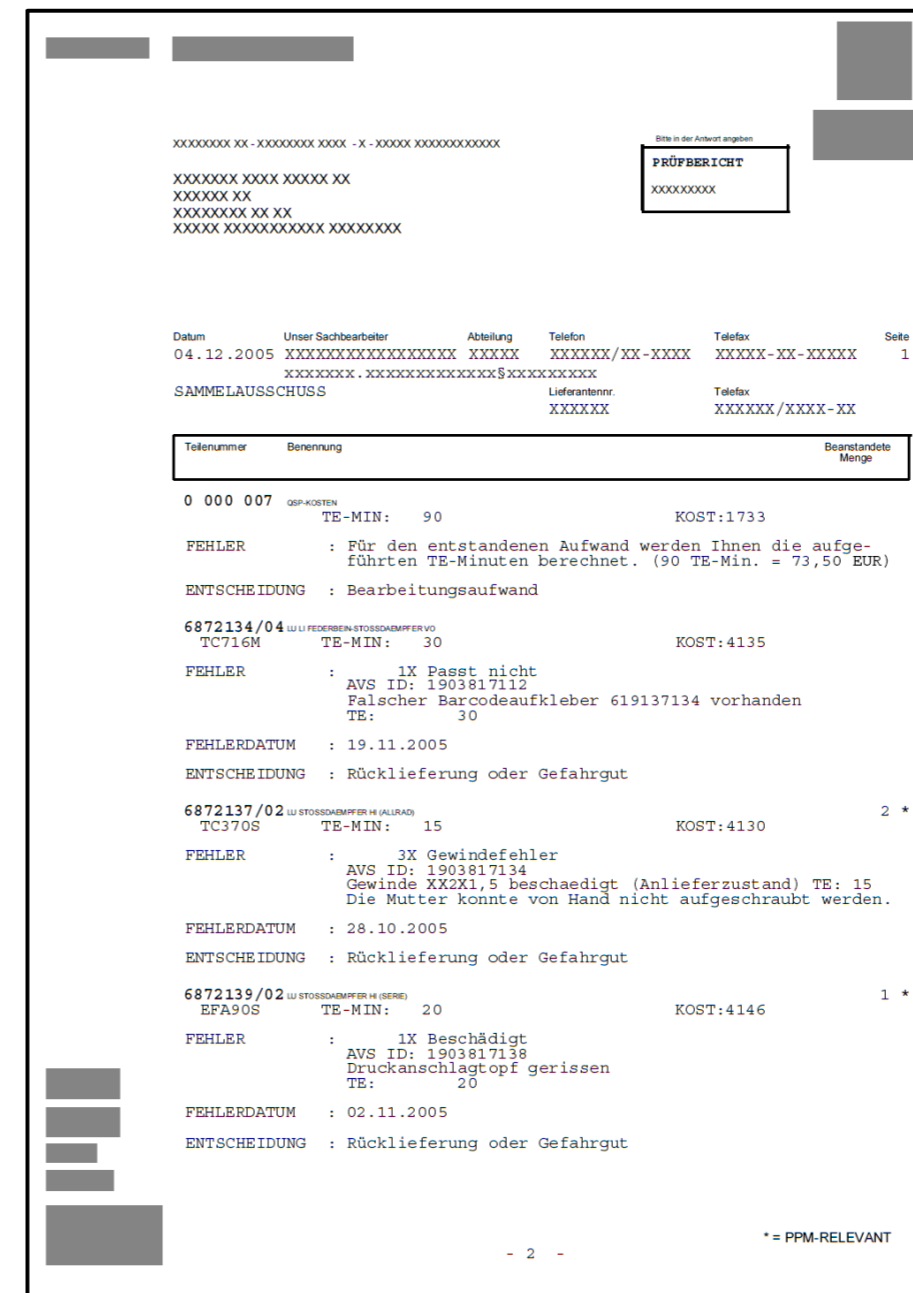 XXXXXXXX XX-XXXXXXXX XXXX -X-XXXXX XXXXXXXXXXXX
Bitte in der Antwort angeben
PRÜFBERICHT
XXXXXXXXX
XXXXXXX XXXX XXXXX XX
XXXXXX XX
XXXXXXXX XX XX
XXXXX XXXXXXXXXXX XXXXXXXX
Datum Unser Sachbearbeiter Abteilung Telefon Telefax Seite
04.12.2005 XXXXXXXXXXXXXXXXX XXXXX XXXXXX/XX-XXXX XXXXX-XX-XXXXX 1
XXXXXXX.XXXXXXXXXXXXXX§XXXXXXXXXX
SAMMELAUSSCHUSS Lieferantennr. Telefax
XXXXXX XXXXXX/XXXX-XX
Teilenummer Benennung Beanstandete
Menge
0 000 007 QSP-KOSTEN
TE-MIN: 90 KOST:1733
FEHLER : Für den entstandenen Aufwand werden Ihnen die aufge-
führten TE-Minuten berechnet. (90 TE-Min. = 73,50 EUR)
ENTSCHEIDUNG : Bearbeitungsaufwand
6872134/04 LU LI FEDERBEIN-STOSSDAEMPFER VO
TC716M TE-MIN: 30 KOST:4135
FEHLER : 1X Passt nicht
AVS ID: 1903817112
Falscher Barcodeaufkleber 619137134 vorhanden
TE: 30
FEHLERDATUM : 19.11.2005
ENTSCHEIDUNG : Rücklieferung oder Gefahrgut
6872137/02 LU STOSSDAEMPFER HI (ALLRAD) 2 *
TC370S TE-MIN: 15 KOST:4130
FEHLER : 3X Gewindefehler
AVS ID: 1903817134
Gewinde XX2X1,5 beschaedigt (Anlieferzustand) TE: 15
Die Mutter konnte von Hand nicht aufgeschraubt werden.
FEHLERDATUM : 28.10.2005
ENTSCHEIDUNG : Rücklieferung oder Gefahrgut
6872139/02 LU STOSSDAEMPFER HI (SERIE) 1 *
EFA90S TE-MIN: 20 KOST:4146
FEHLER : 1X Beschädigt
AVS ID: 1903817138
Druckanschlagtopf gerissen
TE: 20
FEHLERDATUM : 02.11.2005
ENTSCHEIDUNG : Rücklieferung oder Gefahrgut
* = PPM-RELEVANT
- 2 -